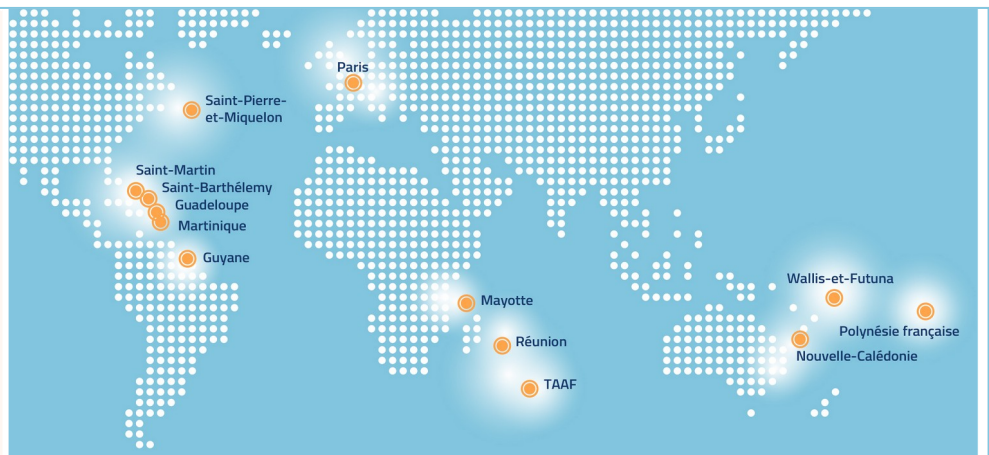 Paris
Saint-Pierre-
et-Miquelon
Saint-Martin
Saint-Barthélemy
Guadeloupe
Martinique
Guyane
Mayotte
Réunion
TAAF
Wallis-et-Futuna
Polynésie française
Nouvelle-Calédonie